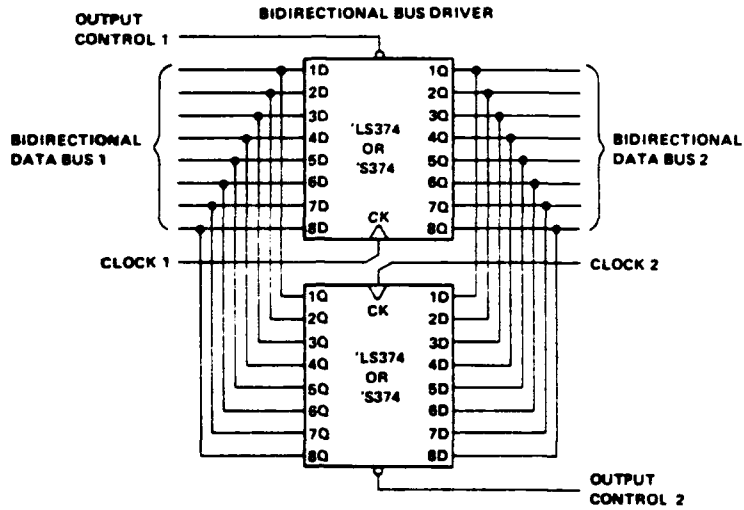 BIDIRECTIONAL BUS DRIVER
OUTPUT
CONTROL 1
1D 1Q
2D 2Q
3D 3Q
4D 4Q
5D 5Q
6D 6Q
7D 7Q
8D 8Q
'LS374
OR
'S374
CK
BIDIRECTIONAL
DATA BUS 1
BIDIRECTIONAL
DATA BUS 2
CLOCK 1
CLOCK 2
CK
1Q 1D
2Q 2D
3Q 3D
4Q 4D
5Q 5D
6Q 6D
7Q 7D
8Q 8D
'LS374
OR
'S374
OUTPUT
CONTROL 2